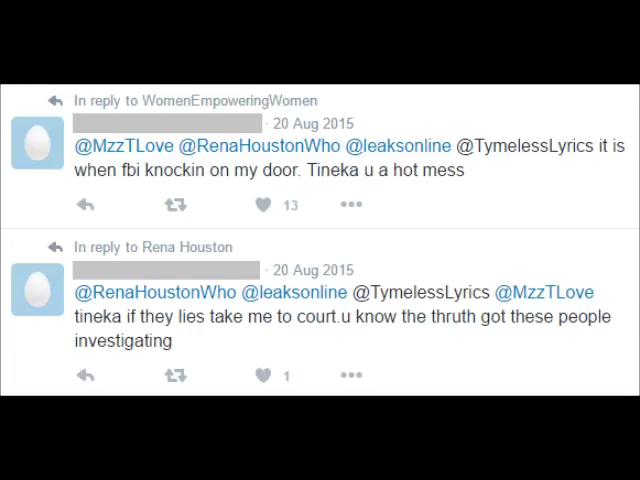 In reply to WomenEmpoweringWomen
· 20 Aug 2015
@MzzTLove @RenaHoustonWho @leaksonline @TymelessLyrics it is
when fbi knockin on my door. Tineka u a hot mess
13
In reply to Rena Houston
· 20 Aug 2015
@RenaHoustonWho @leaksonline @TymelessLyrics @MzzTLove
tineka if they lies take me to court.u know the thruth got these people
investigating
1